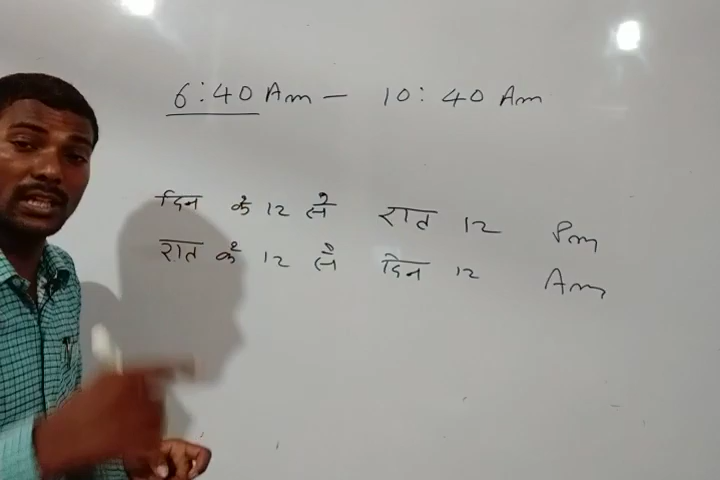 6:40 Am — 10:40 Am
दिन के 12 से रात 12 Pm
रात के 12 से दिन 12 Am